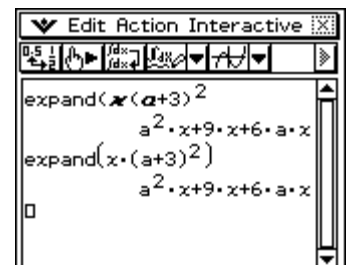 Edit Action Interactive
expand(x(a+3)²
a²·x+9·x+6·a·x
expand(x·(a+3)²)
a²·x+9·x+6·a·x